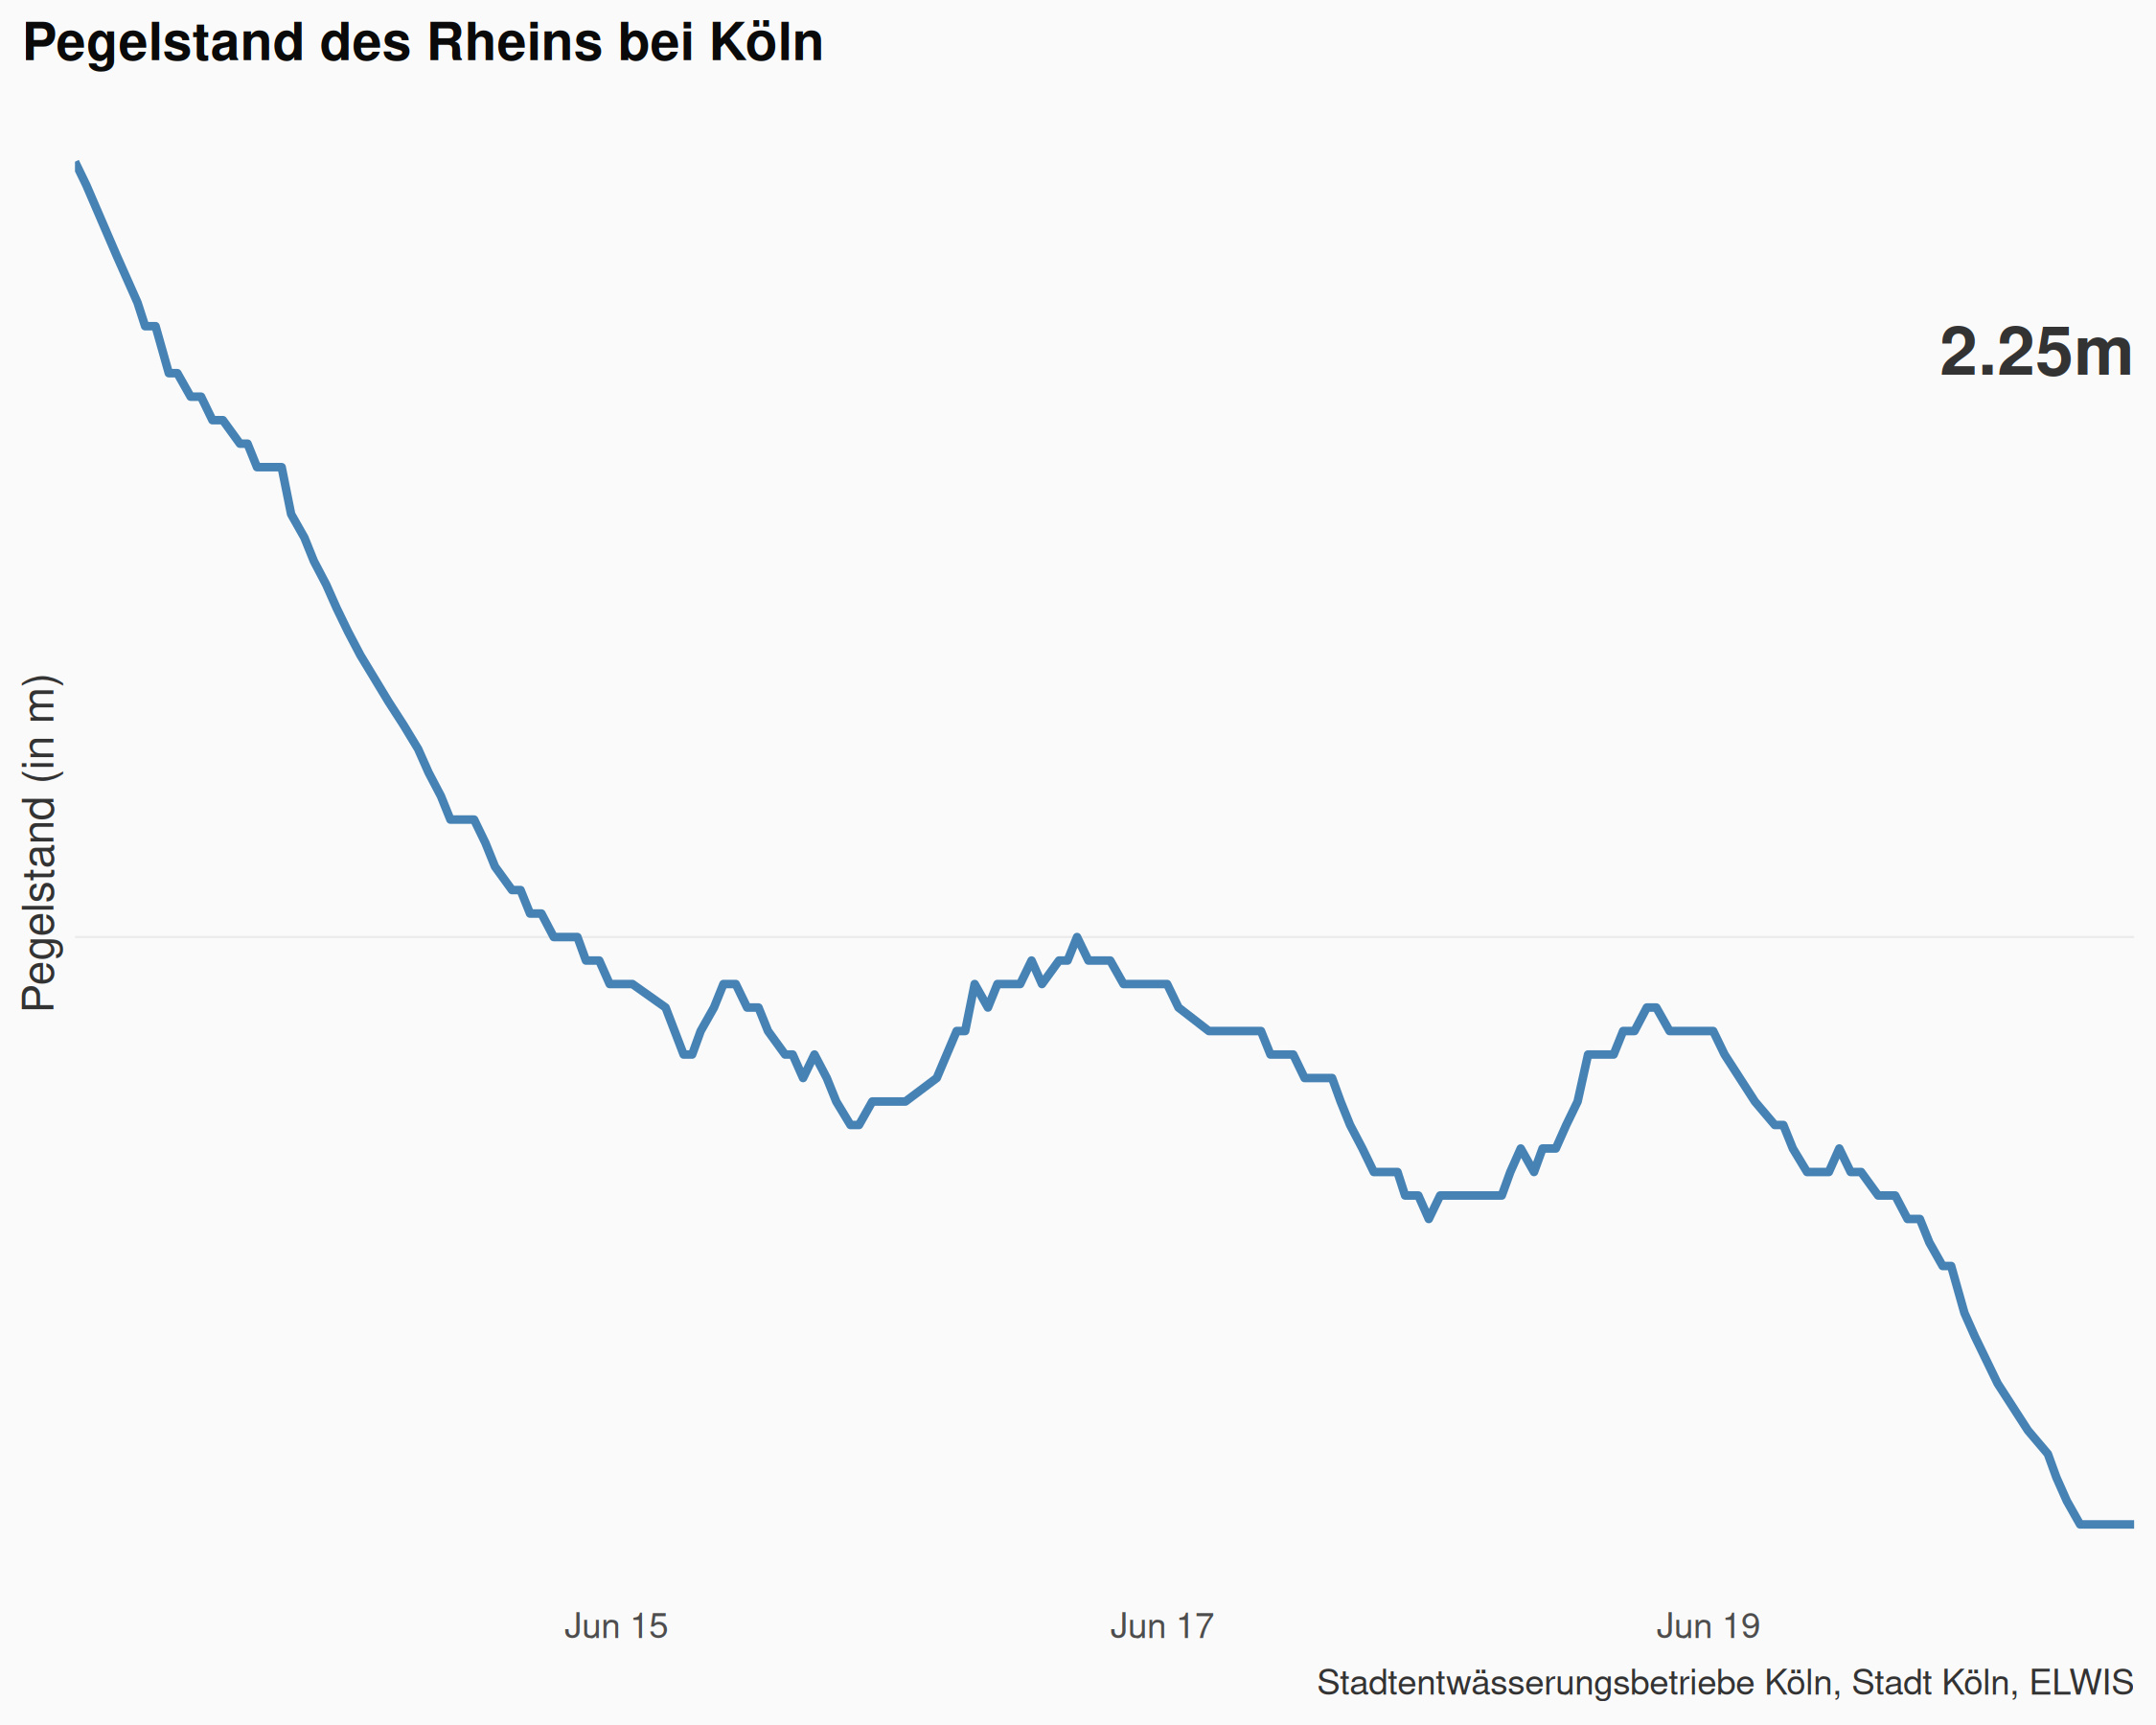 Pegelstand des Rheins bei Köln
2.25m
Pegelstand (in m)
Jun 15
Jun 17
Jun 19
Stadtentwässerungsbetriebe Köln, Stadt Köln, ELWIS